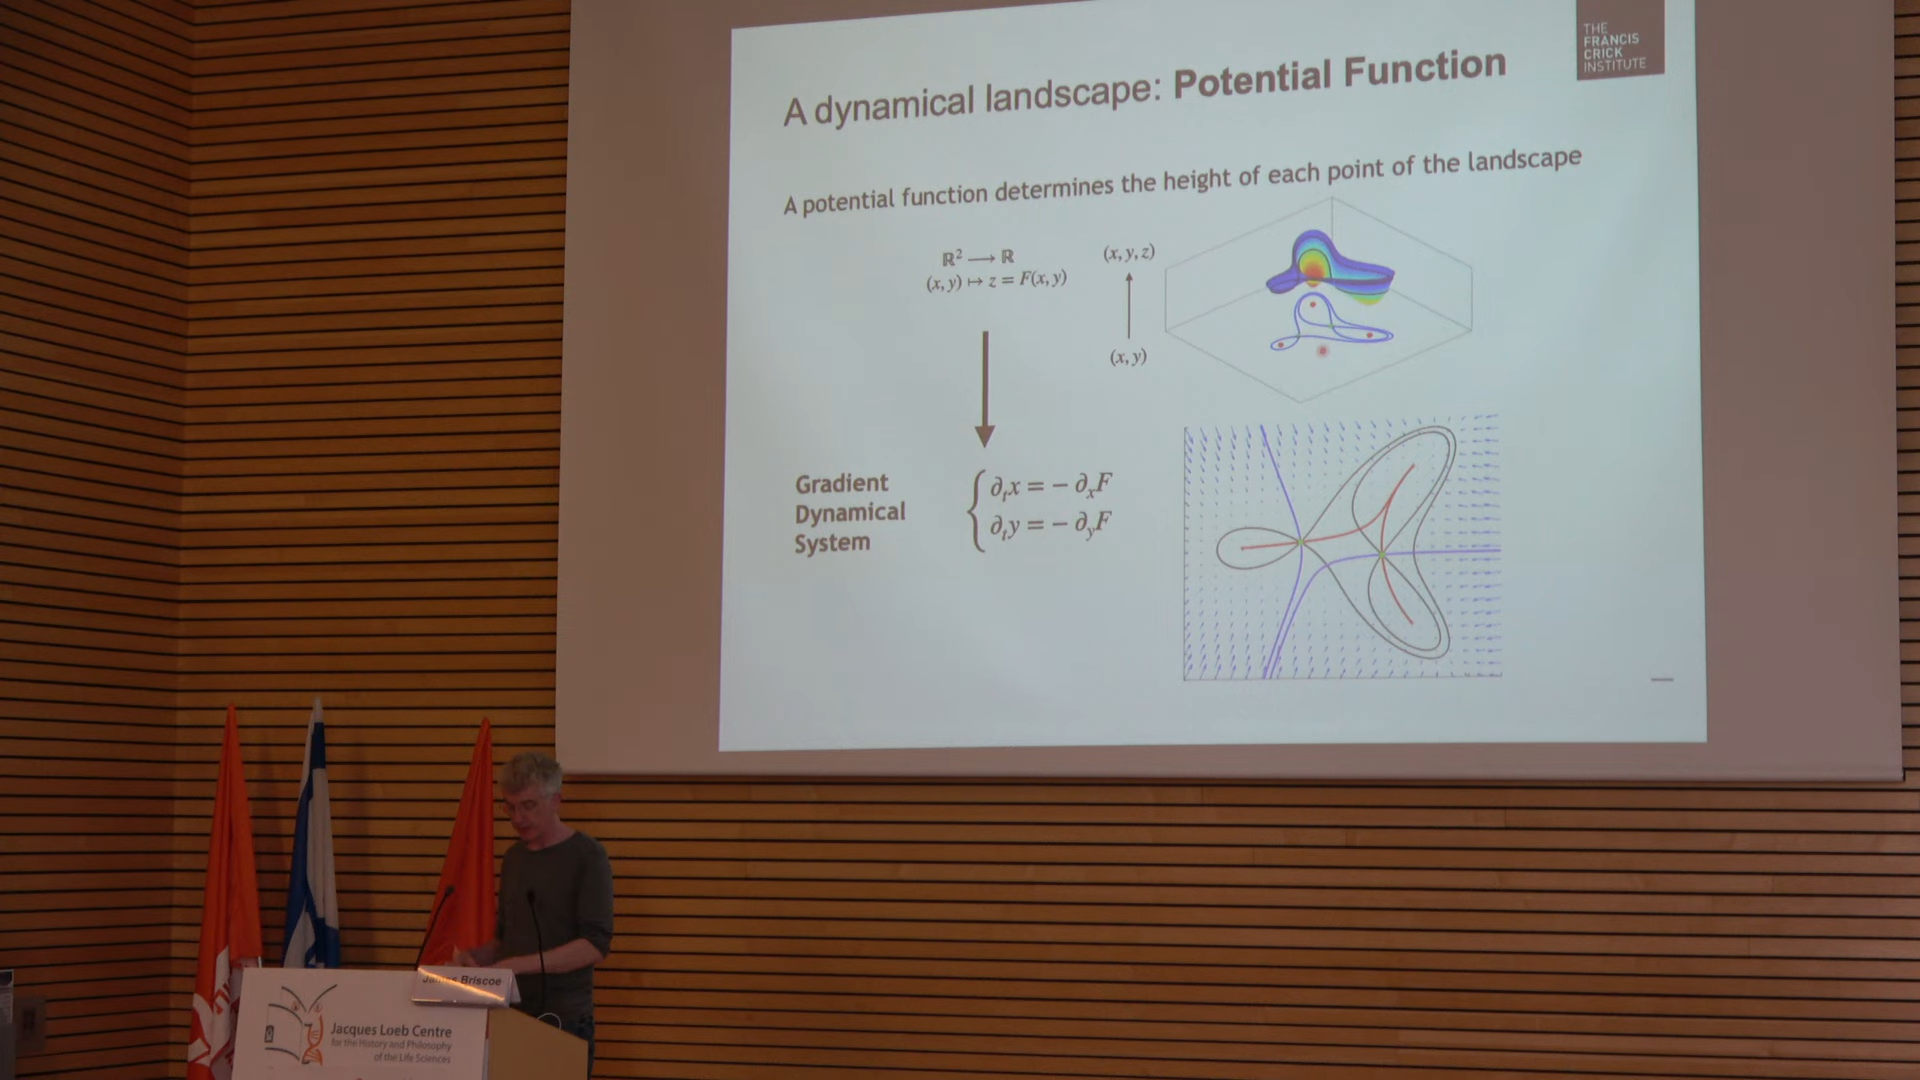 THE
FRANCIS
CRICK
INSTITUTE
A dynamical landscape: Potential Function
A potential function determines the height of each point of the landscape
ℝ² ⟶ ℝ
(x, y) ↦ z = F(x, y)
(x, y, z)
(x, y)
Gradient
Dynamical
System
∂ₜx = − ∂ₓF
∂ₜy = − ∂ᵧF
Briscoe
Jacques Loeb Centre
for the History and Philosophy
of the Life Sciences